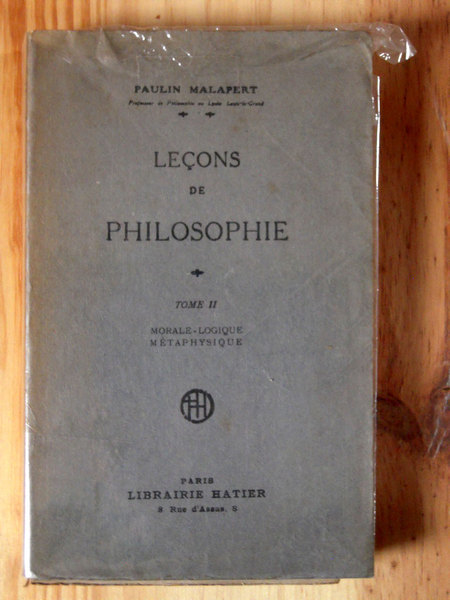 PAULIN MALAPERT
Professeur de Philosophie au Lycée Louis-le-Grand
LEÇONS
DE
PHILOSOPHIE
TOME II
MORALE-LOGIQUE
MÉTAPHYSIQUE
PARIS
LIBRAIRIE HATIER
8 Rue d'Assas, 8